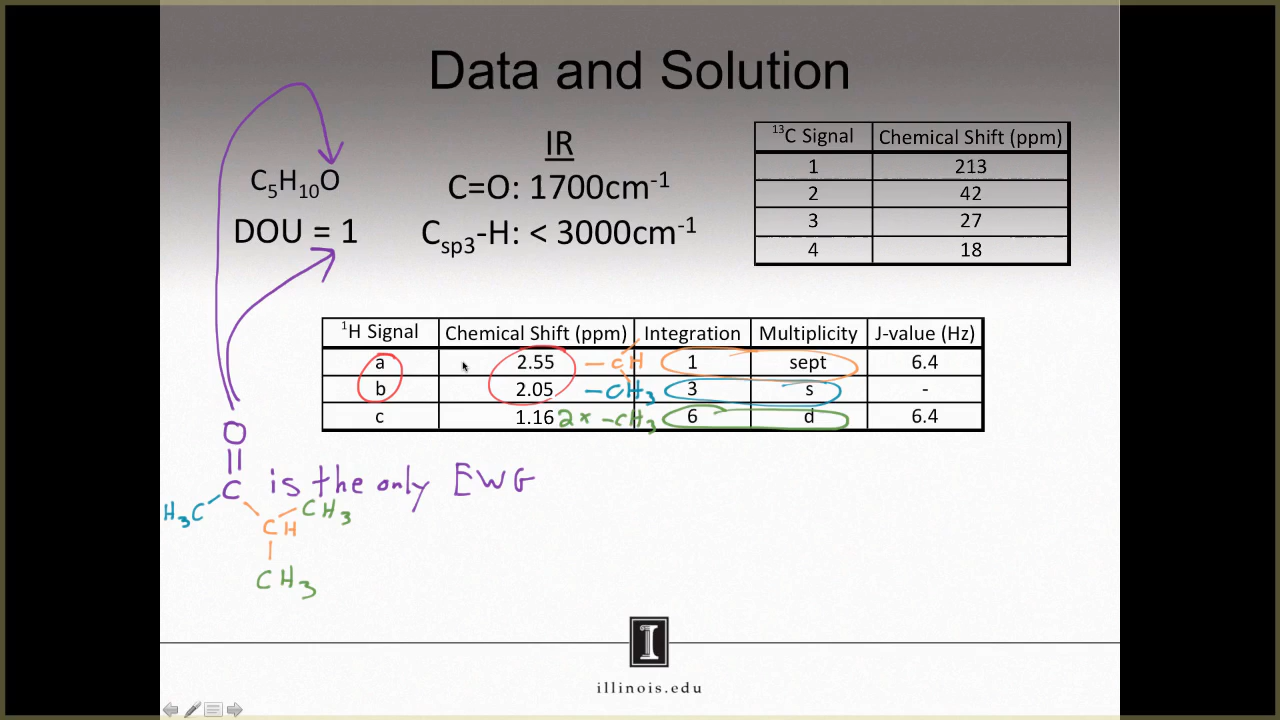 Data and Solution
C5H10O
DOU = 1
IR
C=O: 1700cm-1
Csp3-H: < 3000cm-1
13C Signal Chemical Shift (ppm)
1 213
2 42
3 27
4 18
1H Signal Chemical Shift (ppm) Integration Multiplicity J-value (Hz)
a 2.55 -CH 1 sept 6.4
b 2.05 -CH3 3 s -
c 1.16 2x -CH3 6 d 6.4
O
C is the only EWG
H3C CH3
CH
CH3
I
illinois.edu